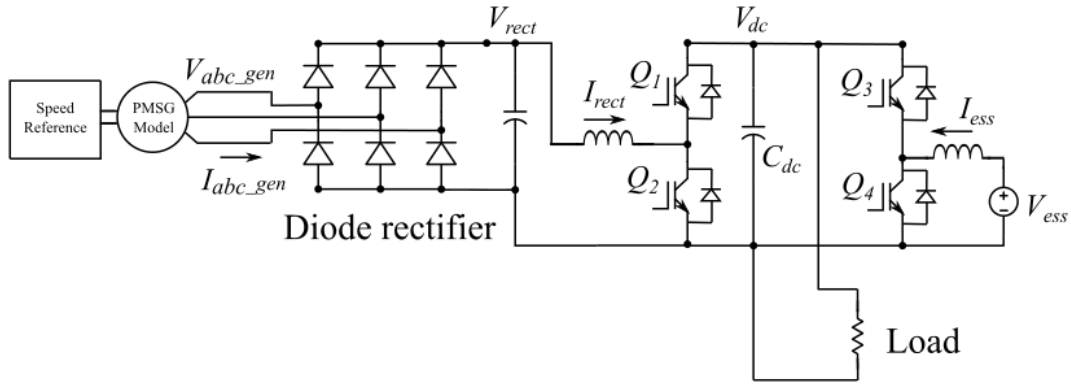 Speed
Reference
PMSG
Model
V_abc_gen
I_abc_gen
Diode rectifier
V_rect
I_rect
Q_1
Q_2
V_dc
C_dc
Q_3
Q_4
I_ess
+
−
V_ess
Load